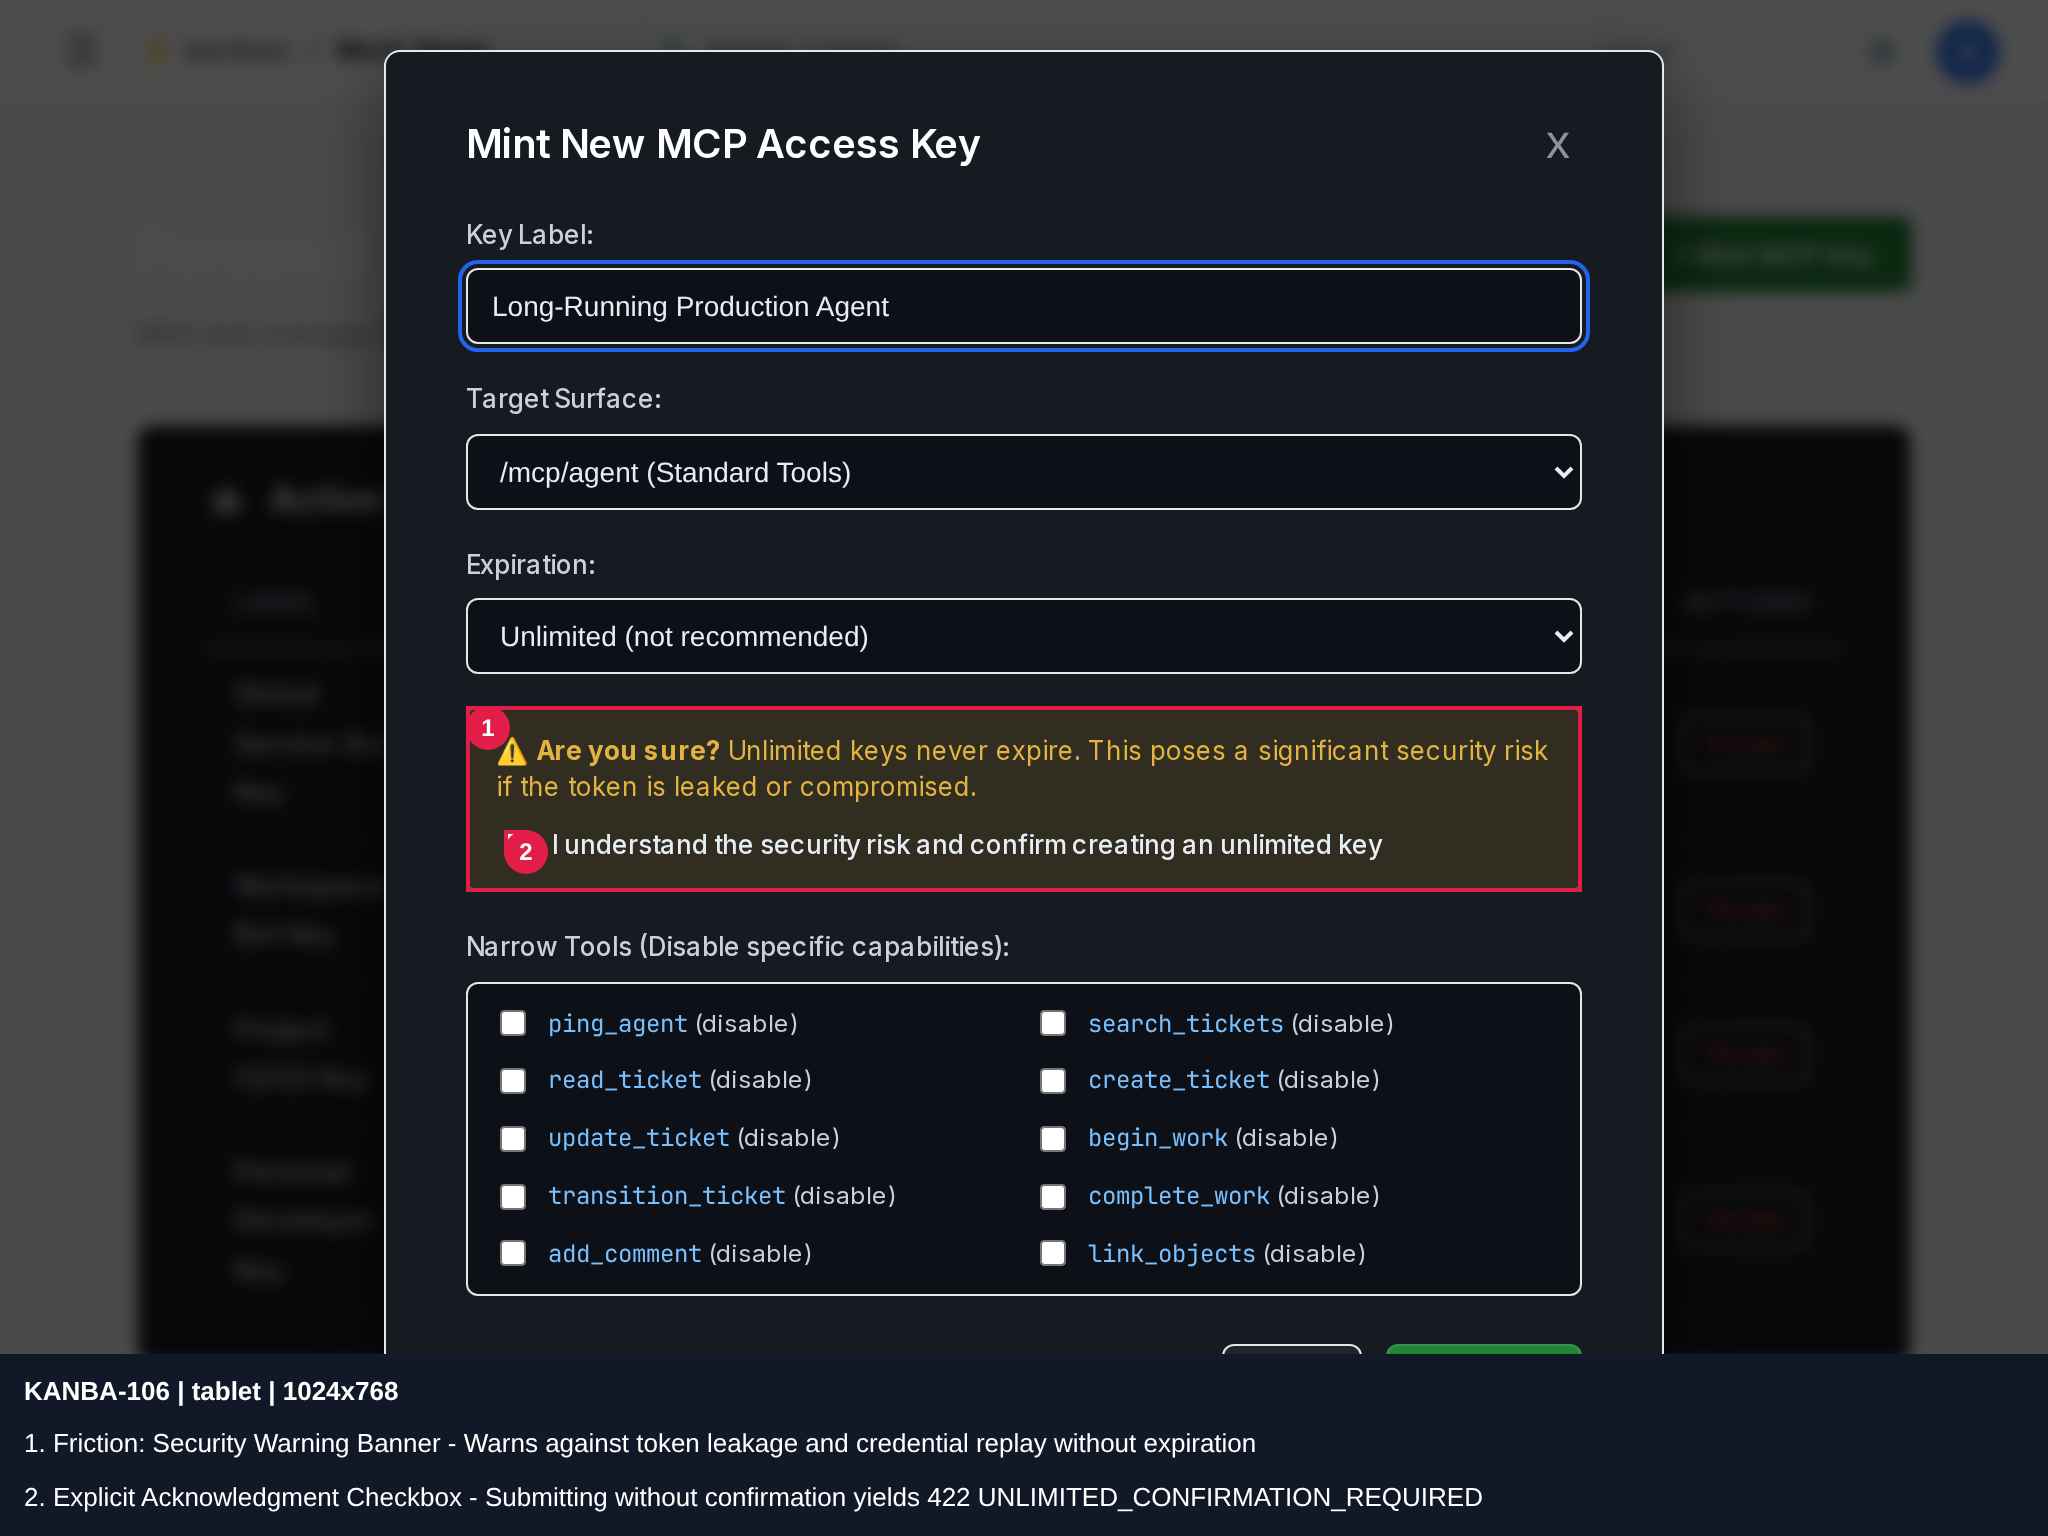 Mint New MCP Access Key
X
Key Label:
Long-Running Production Agent
Target Surface:
/mcp/agent (Standard Tools)
Expiration:
Unlimited (not recommended)
1
⚠️ Are you sure? Unlimited keys never expire. This poses a significant security risk
if the token is leaked or compromised.
2
I understand the security risk and confirm creating an unlimited key
Narrow Tools (Disable specific capabilities):
ping_agent (disable)
search_tickets (disable)
read_ticket (disable)
create_ticket (disable)
update_ticket (disable)
begin_work (disable)
transition_ticket (disable)
complete_work (disable)
add_comment (disable)
link_objects (disable)
KANBA-106 | tablet | 1024x768
1. Friction: Security Warning Banner - Warns against token leakage and credential replay without expiration
2. Explicit Acknowledgment Checkbox - Submitting without confirmation yields 422 UNLIMITED_CONFIRMATION_REQUIRED